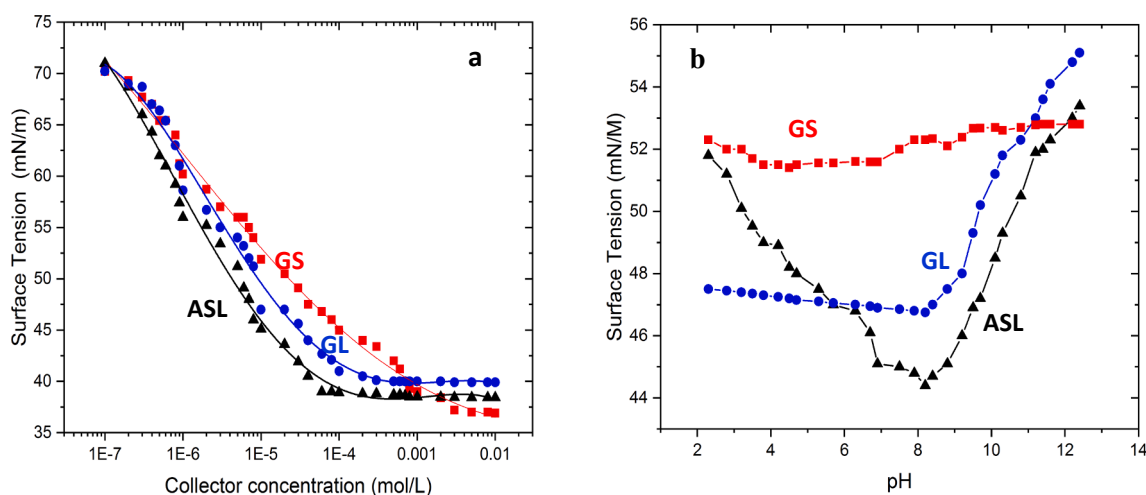 a
Surface Tension (mN/m)
75
70
65
60
55
50
45
40
35
GS
GL
ASL
1E-7 1E-6 1E-5 1E-4 0.001 0.01
Collector concentration (mol/L)
b
Surface Tension (mN/M)
56
54
52
50
48
46
44
GS
GL
ASL
2 4 6 8 10 12 14
pH